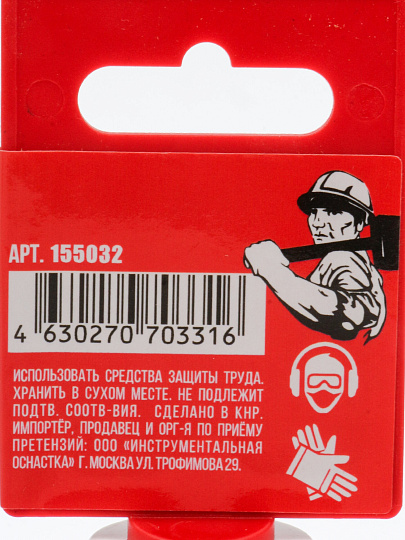 АРТ. 155032
4 630270 703316
ИСПОЛЬЗОВАТЬ СРЕДСТВА ЗАЩИТЫ ТРУДА.
ХРАНИТЬ В СУХОМ МЕСТЕ. НЕ ПОДЛЕЖИТ
ПОДТВ. СООТВ-ВИЯ. СДЕЛАНО В КНР.
ИМПОРТЁР, ПРОДАВЕЦ И ОРГ-Я ПО ПРИЁМУ
ПРЕТЕНЗИЙ: ООО «ИНСТРУМЕНТАЛЬНАЯ
ОСНАСТКА» Г. МОСКВА УЛ. ТРОФИМОВА 29.